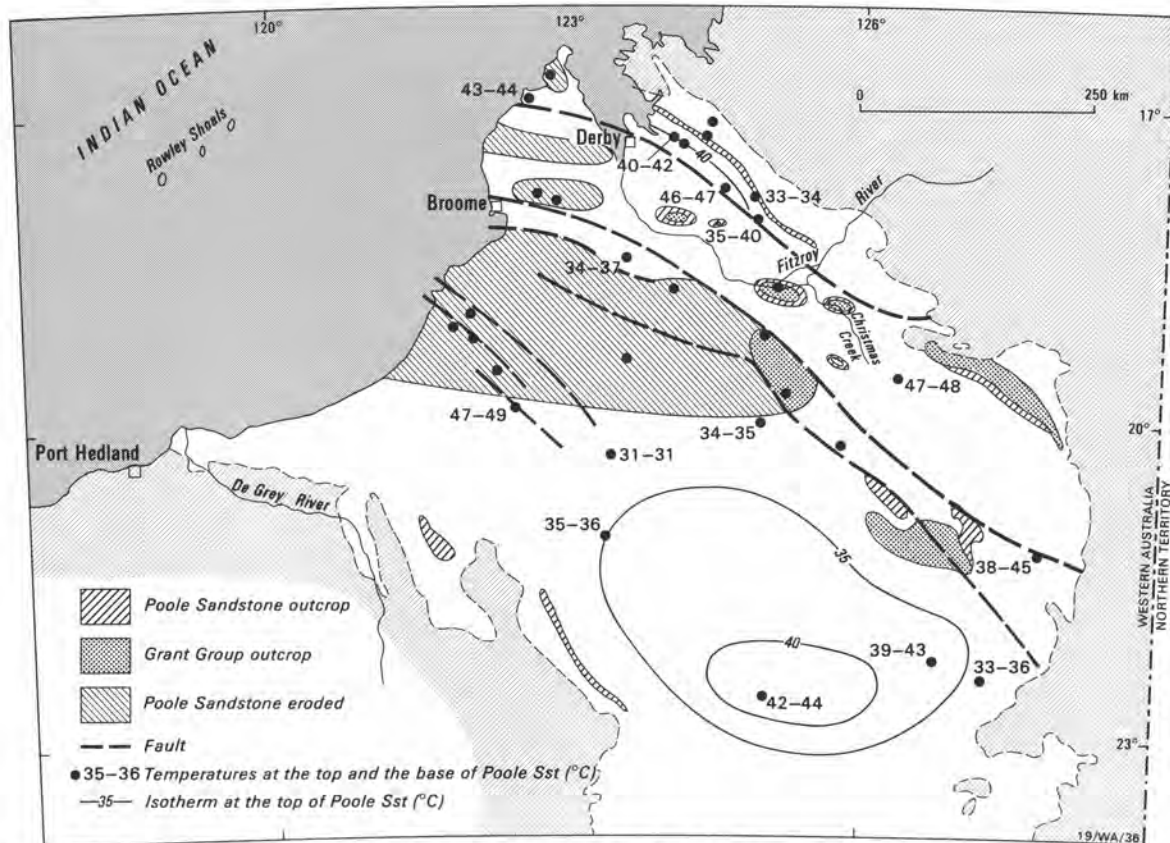 120°
123°
126°
INDIAN OCEAN
Rowley Shoals
43–44
0 250 km
17°
Derby
40
40–42
46–47
33–34
River
Broome
35–40
Fitzroy
34–37
Christmas
Creek
47–48
47–49
34–35
20°
Port Hedland
31–31
De Grey River
35–36
35
38–45
WESTERN AUSTRALIA
NORTHERN TERRITORY
40
39–43
33–36
42–44
23°
Poole Sandstone outcrop
Grant Group outcrop
Poole Sandstone eroded
Fault
35–36 Temperatures at the top and the base of Poole Sst (°C)
35 Isotherm at the top of Poole Sst (°C)
19/WA/36